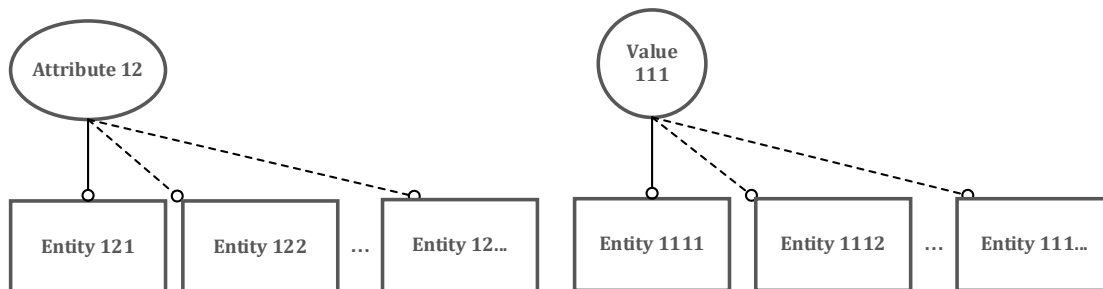 Attribute 12
Value
111
Entity 121
Entity 122
...
Entity 12...
Entity 1111
Entity 1112
...
Entity 111...